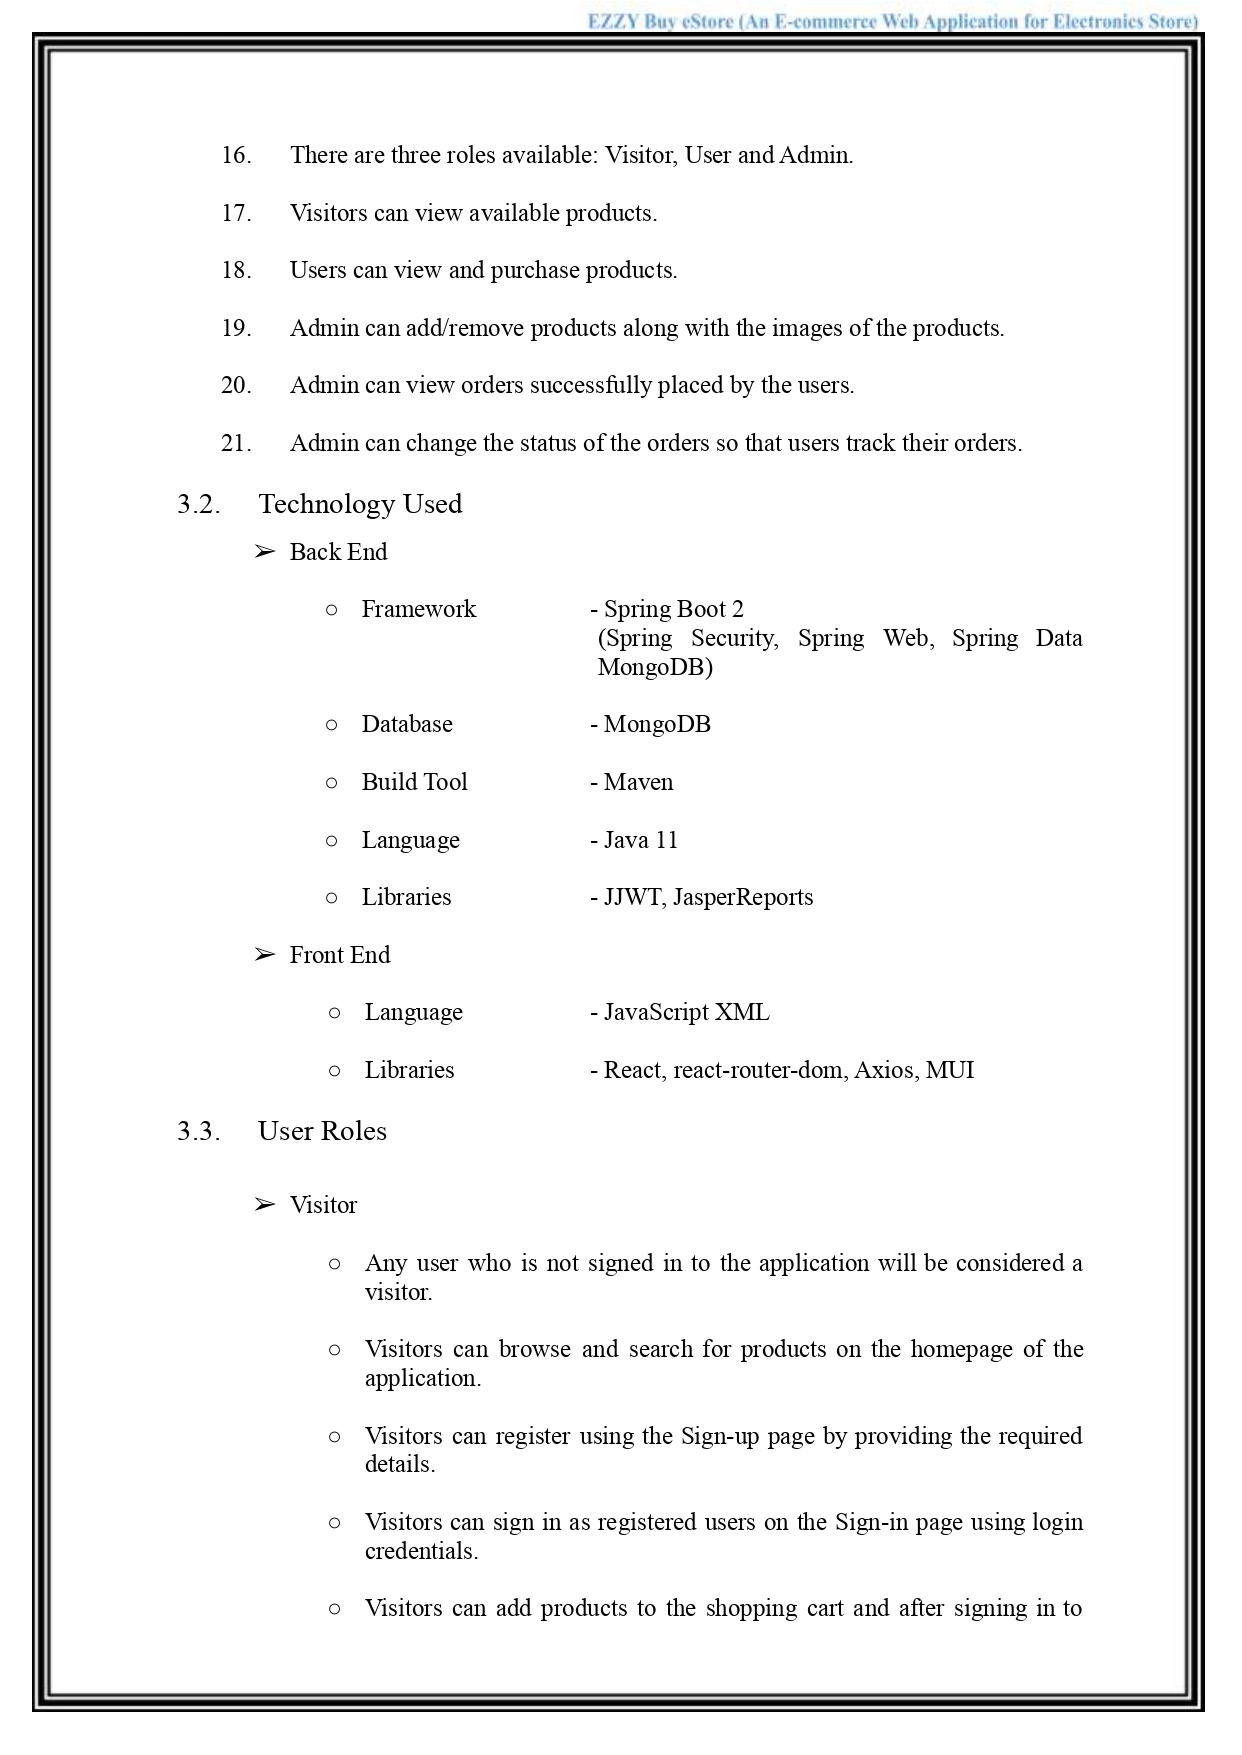 EZZY Buy eStore (An E-commerce Web Application for Electronics Store)
16. There are three roles available: Visitor, User and Admin.
17. Visitors can view available products.
18. Users can view and purchase products.
19. Admin can add/remove products along with the images of the products.
20. Admin can view orders successfully placed by the users.
21. Admin can change the status of the orders so that users track their orders.
3.2. Technology Used
➢ Back End
○ Framework - Spring Boot 2
(Spring Security, Spring Web, Spring Data
MongoDB)
○ Database - MongoDB
○ Build Tool - Maven
○ Language - Java 11
○ Libraries - JJWT, JasperReports
➢ Front End
○ Language - JavaScript XML
○ Libraries - React, react-router-dom, Axios, MUI
3.3. User Roles
➢ Visitor
○ Any user who is not signed in to the application will be considered a
visitor.
○ Visitors can browse and search for products on the homepage of the
application.
○ Visitors can register using the Sign-up page by providing the required
details.
○ Visitors can sign in as registered users on the Sign-in page using login
credentials.
○ Visitors can add products to the shopping cart and after signing in to